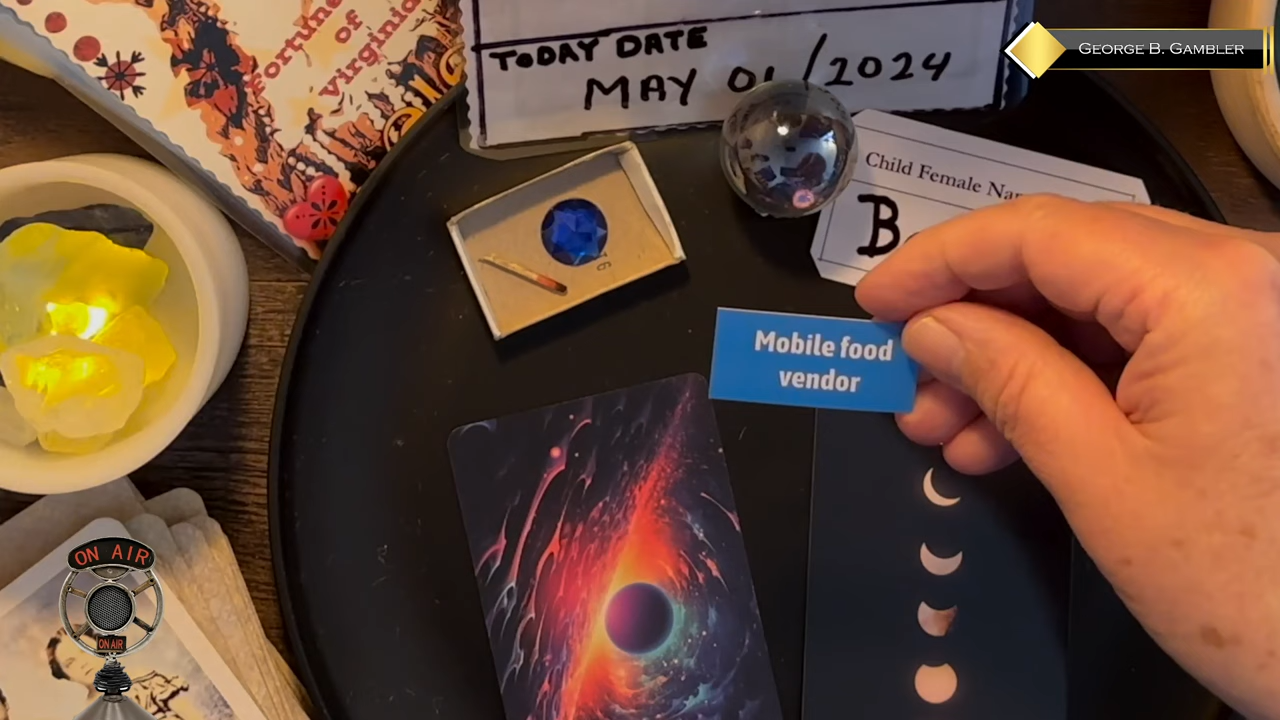 Fortune
of
Virginia
TODAY DATE
MAY 01/2024
GEORGE B. GAMBLER
Child Female
B
Mobile food
vendor
ON AIR
ON AIR